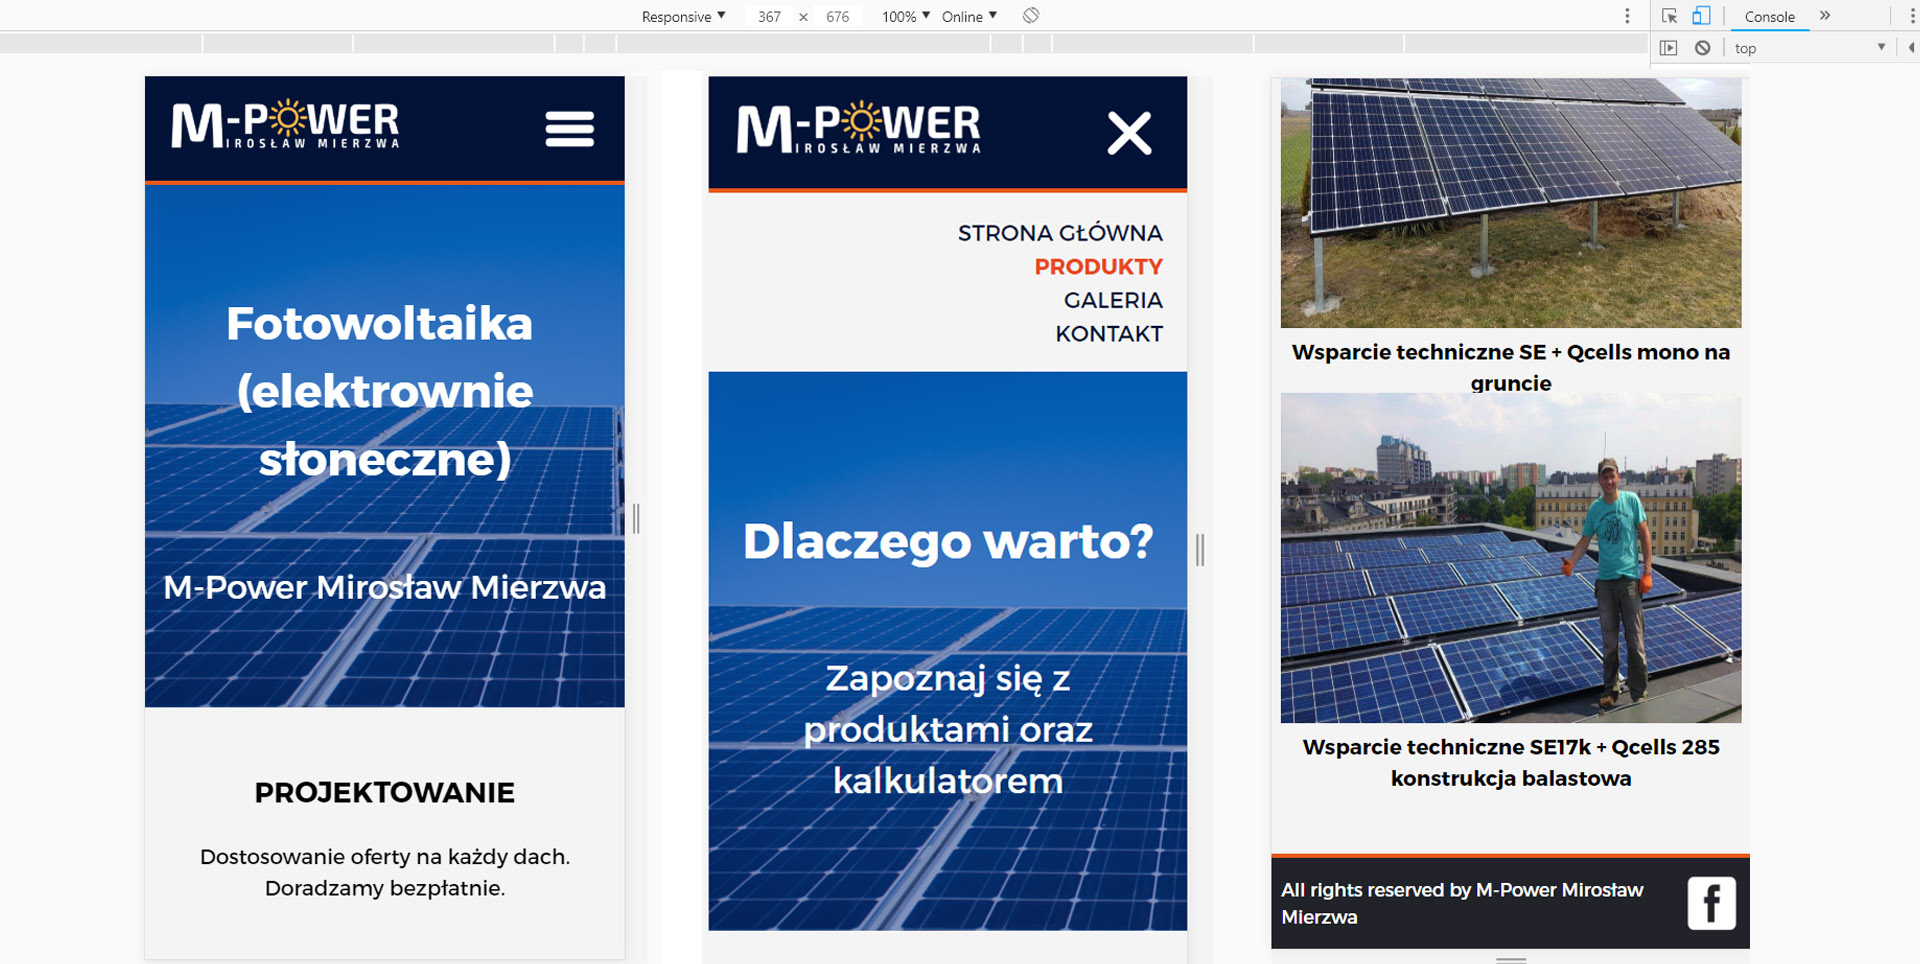 Responsive 367 × 676 100% Online
Console »
top
M-POWER
IROSŁAW MIERZWA
Fotowoltaika
(elektrownie
słoneczne)
M-Power Mirosław Mierzwa
PROJEKTOWANIE
Dostosowanie oferty na każdy dach.
Doradzamy bezpłatnie.
M-POWER
IROSŁAW MIERZWA
STRONA GŁÓWNA
PRODUKTY
GALERIA
KONTAKT
Dlaczego warto?
Zapoznaj się z
produktami oraz
kalkulatorem
Wsparcie techniczne SE + Qcells mono na
gruncie
Wsparcie techniczne SE17k + Qcells 285
konstrukcja balastowa
All rights reserved by M-Power Mirosław
Mierzwa
f